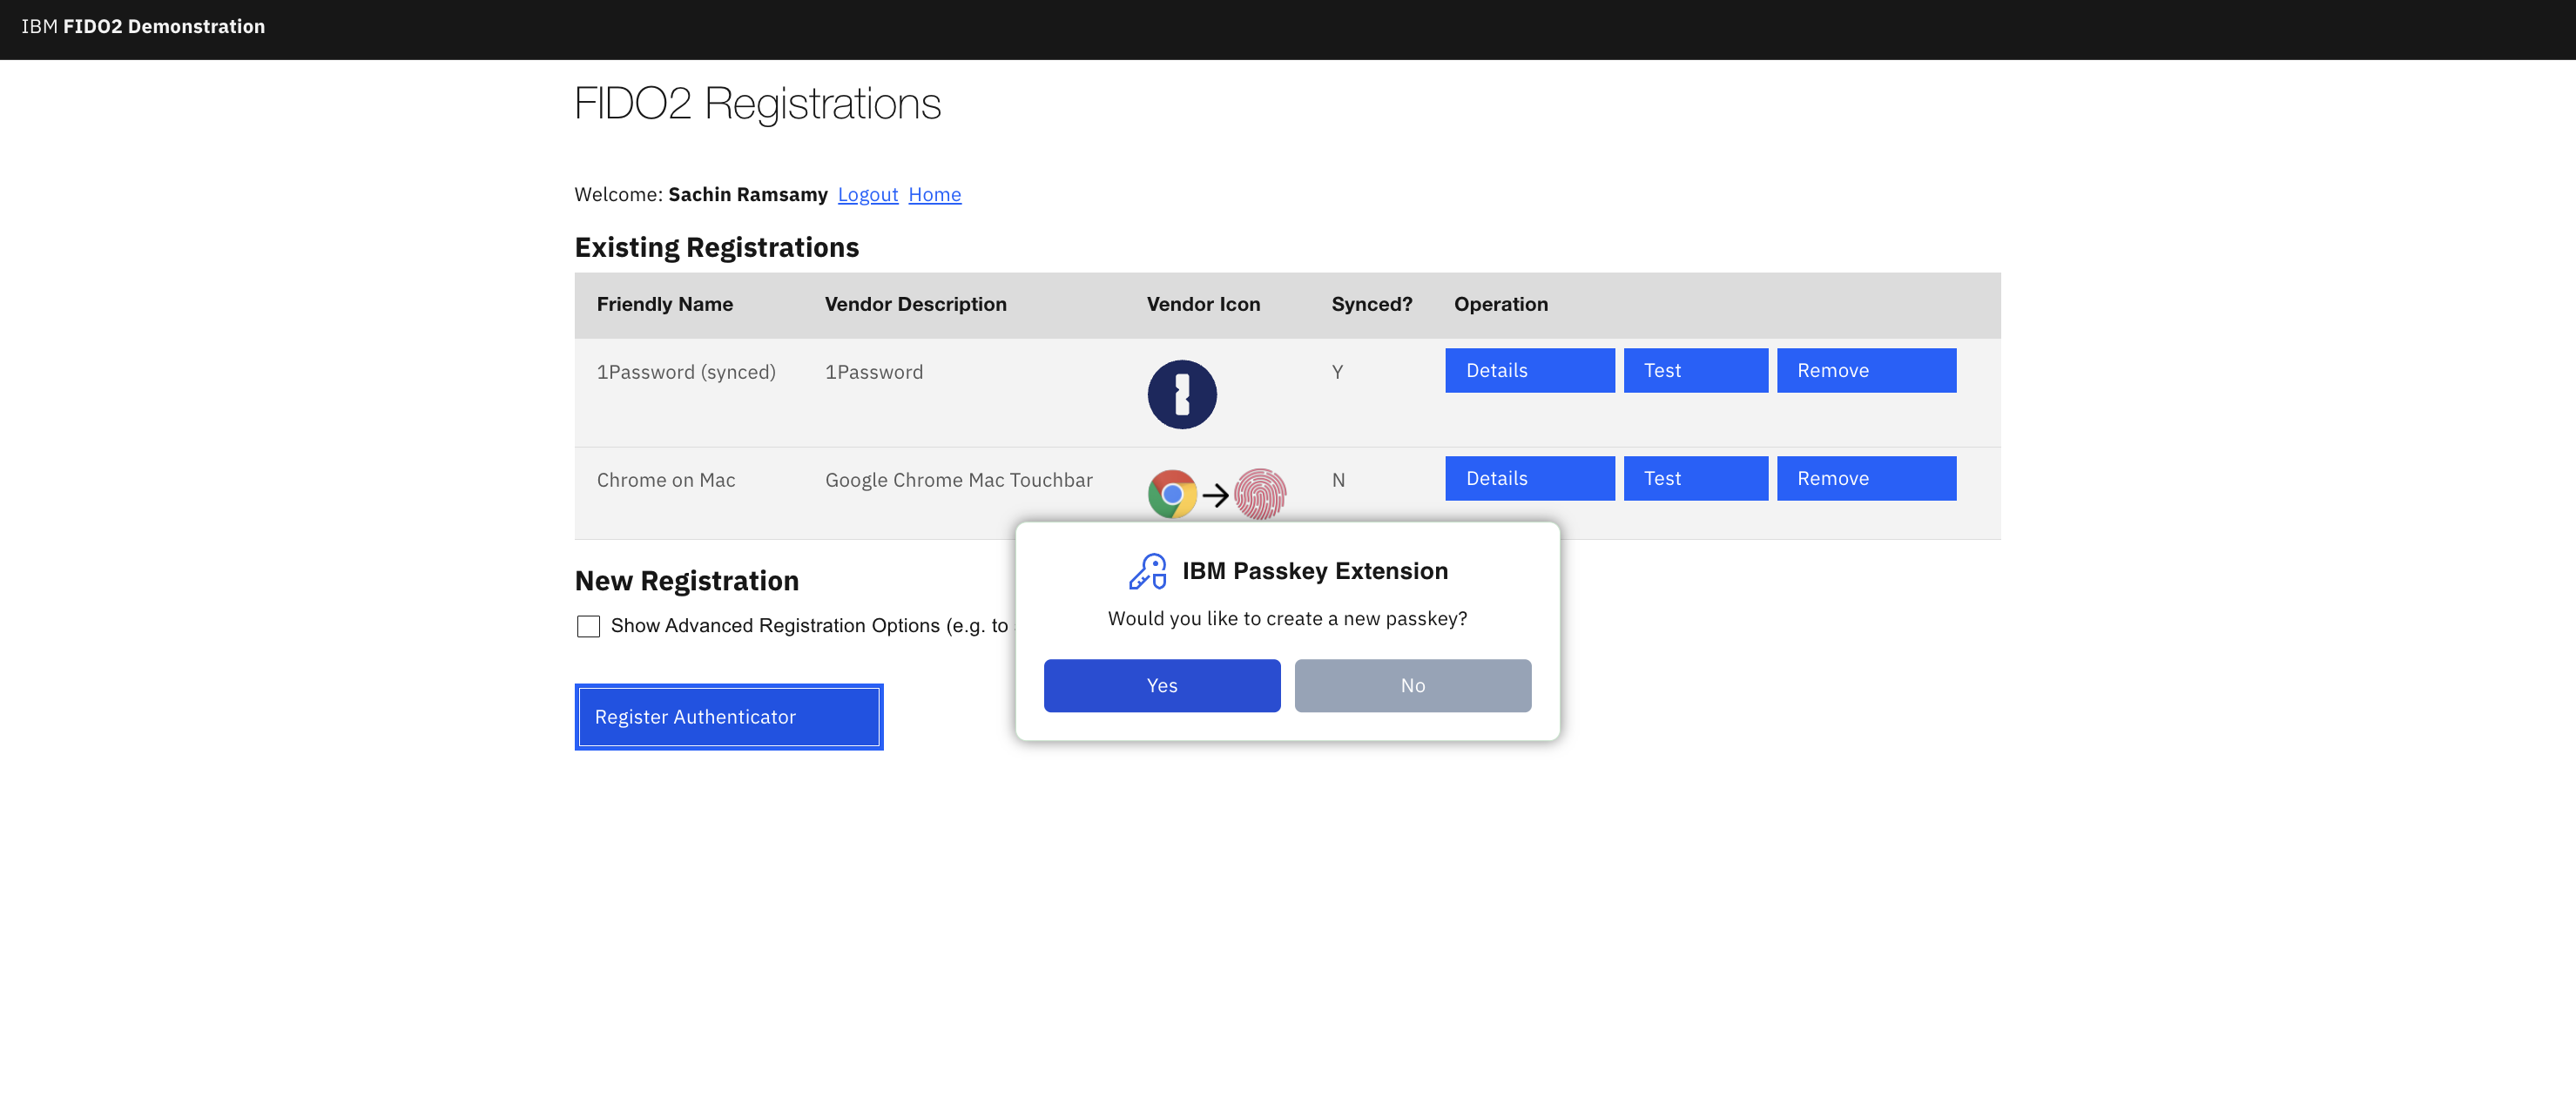 IBM FIDO2 Demonstration
FIDO2 Registrations
Welcome: Sachin Ramsamy Logout Home
Existing Registrations
Friendly Name Vendor Description Vendor Icon Synced? Operation
1Password (synced) 1Password Y Details Test Remove
Chrome on Mac Google Chrome Mac Touchbar N Details Test Remove
New Registration
Show Advanced Registration Options (e.g. to
Register Authenticator
IBM Passkey Extension
Would you like to create a new passkey?
Yes No